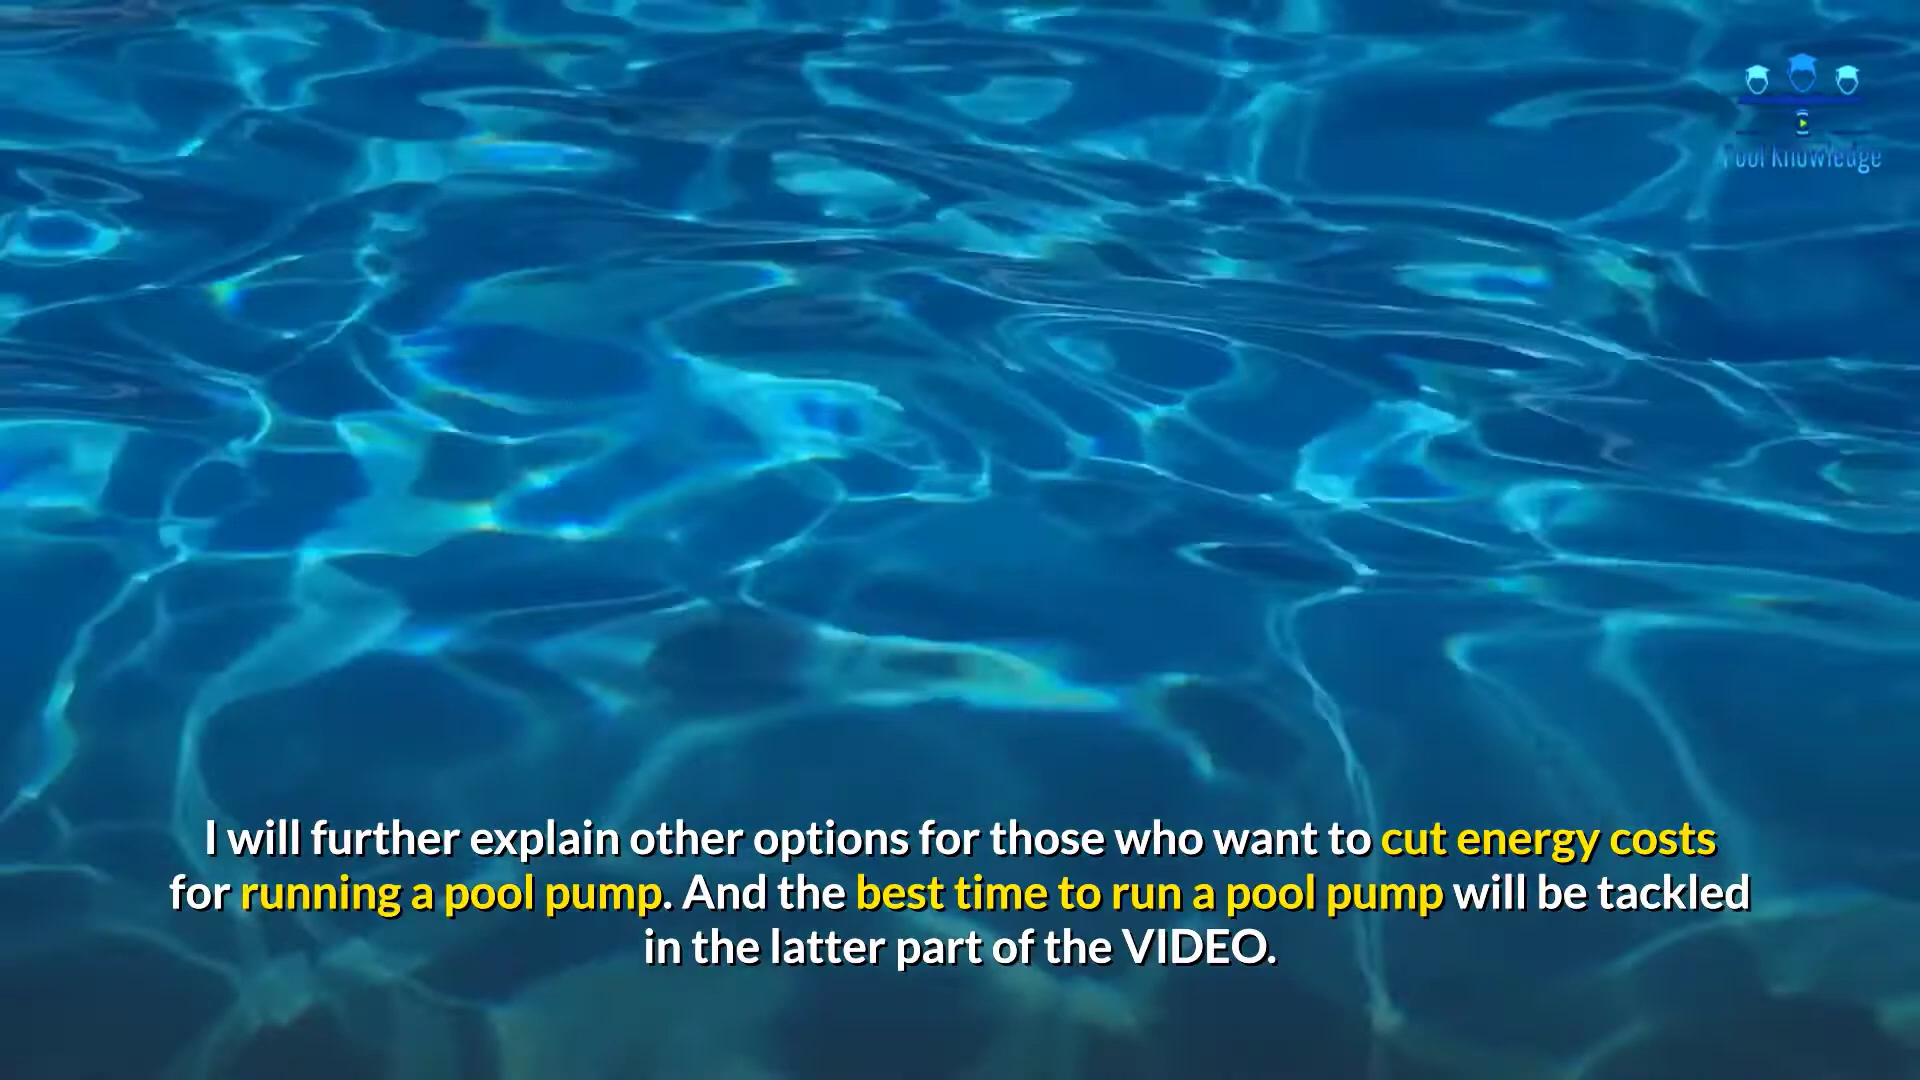 Pool Knowledge
I will further explain other options for those who want to cut energy costs
for running a pool pump. And the best time to run a pool pump will be tackled
in the latter part of the VIDEO.